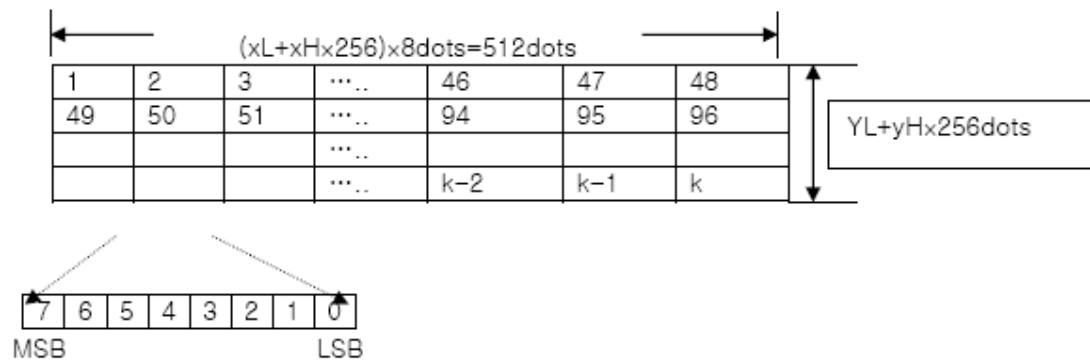 (xL+xH×256)×8dots=512dots
1 2 3 ….. 46 47 48
49 50 51 ….. 94 95 96
…..
….. k-2 k-1 k
YL+yH×256dots
7 6 5 4 3 2 1 0
MSB LSB